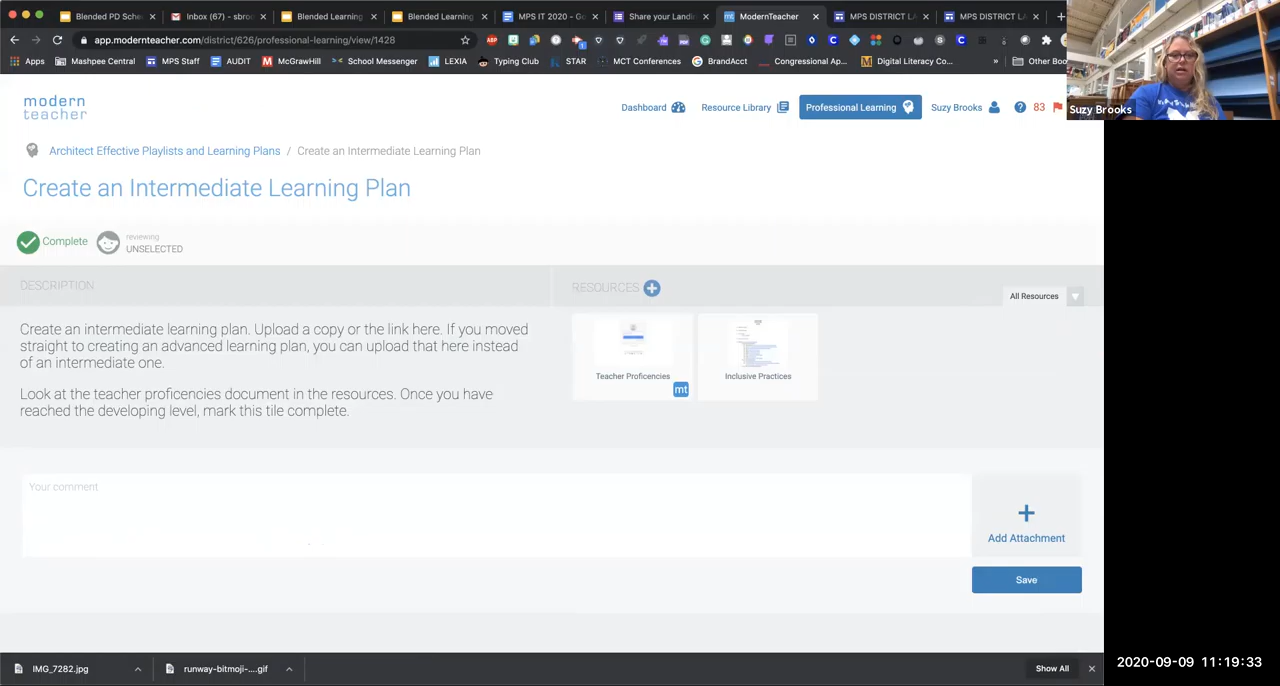 Blended PD Sche
Inbox (67) - sbroo
Blended Learning
Blended Learning
MPS IT 2020 - Go
Share your Landi
ModernTeacher
MPS DISTRICT LA
MPS DISTRICT LA
app.modernteacher.com/district/626/professional-learning/view/1428
Apps
Mashpee Central
MPS Staff
AUDIT
McGrawHill
School Messenger
LEXIA
Typing Club
STAR
MCT Conferences
BrandAcct
Congressional Ap...
Digital Literacy Co...
»
Other Boo
Suzy Brooks
modern
teacher
Dashboard
Resource Library
Professional Learning
Suzy Brooks
83
Architect Effective Playlists and Learning Plans / Create an Intermediate Learning Plan
Create an Intermediate Learning Plan
Complete
reviewing
UNSELECTED
DESCRIPTION
RESOURCES
All Resources
Create an intermediate learning plan. Upload a copy or the link here. If you moved
straight to creating an advanced learning plan, you can upload that here instead
of an intermediate one.
Look at the teacher proficiencies document in the resources. Once you have
reached the developing level, mark this tile complete.
Teacher Proficiencies
mt
Inclusive Practices
Your comment
Add Attachment
Save
IMG_7282.jpg
runway-bitmoji-....gif
Show All
2020-09-09 11:19:33